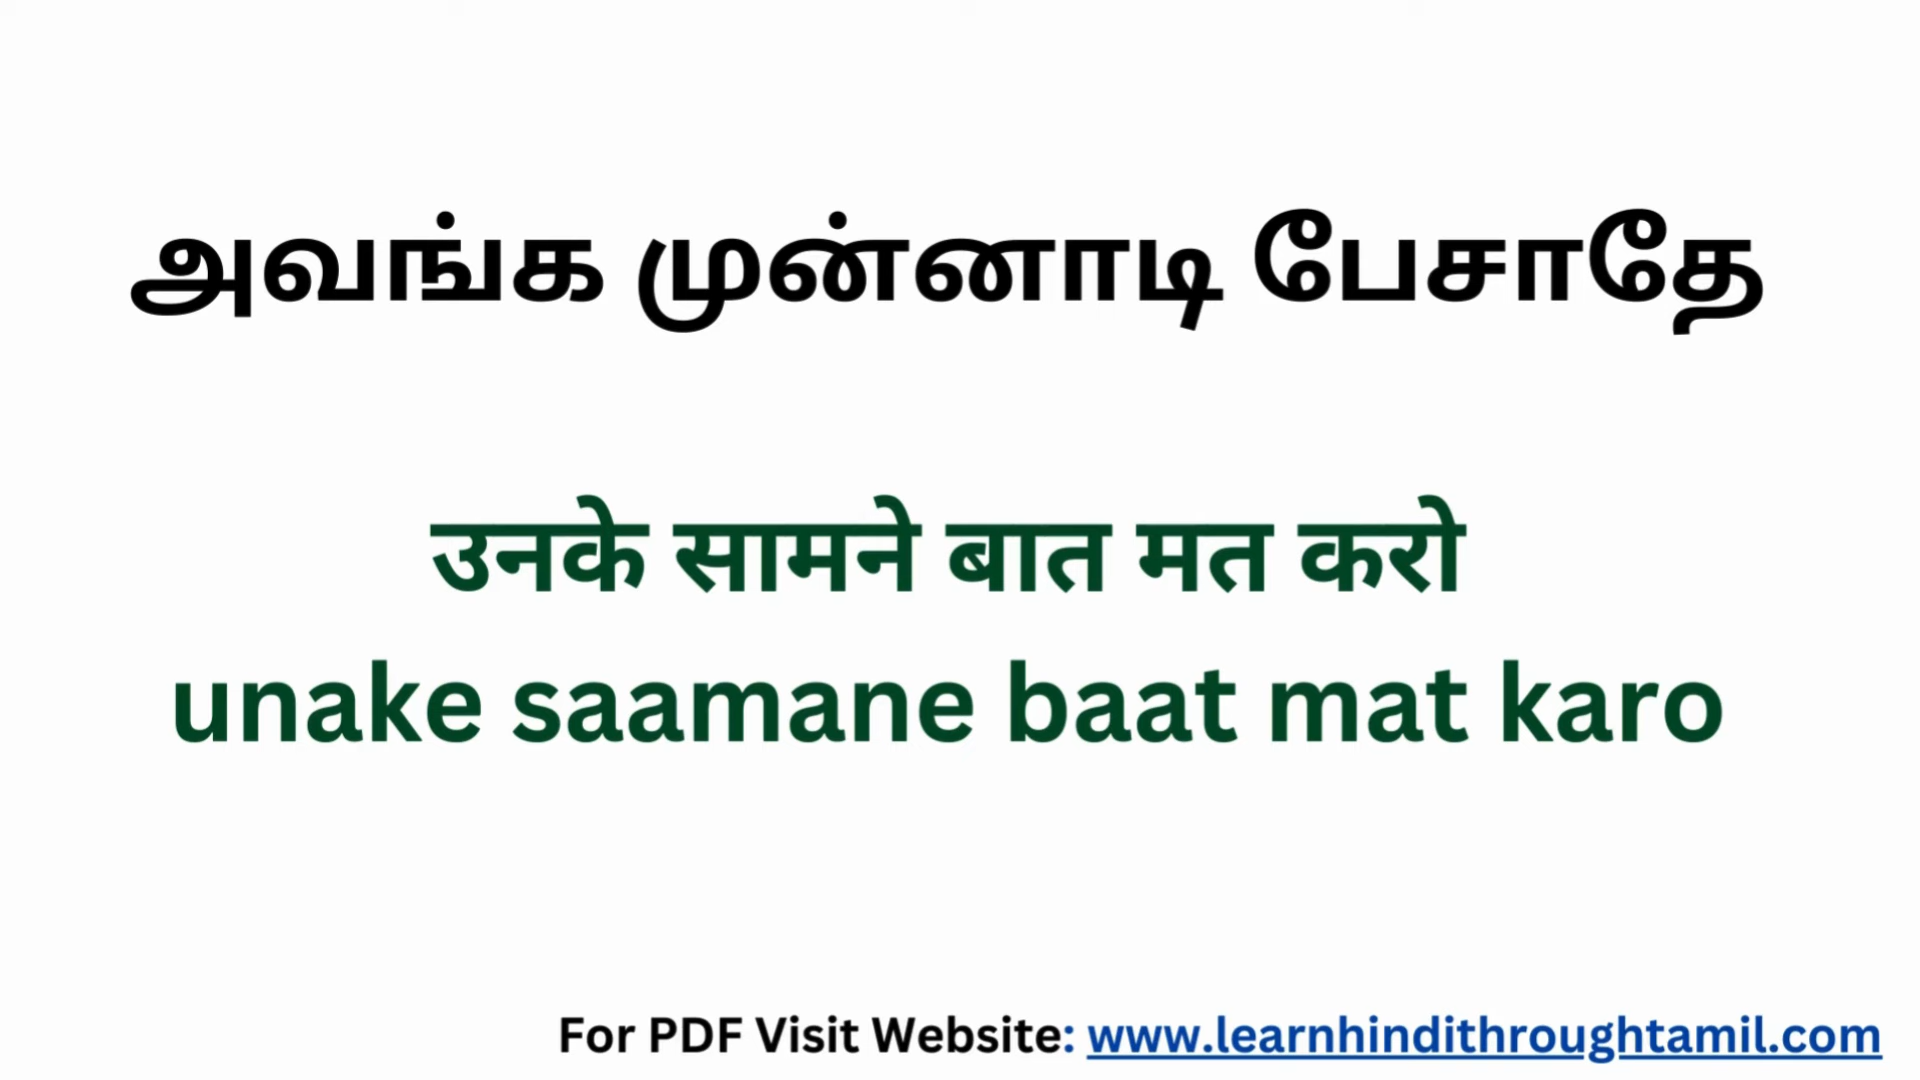 அவங்க முன்னாடி பேசாதே
उनके सामने बात मत करो
unake saamane baat mat karo
For PDF Visit Website: www.learnhindithroughtamil.com